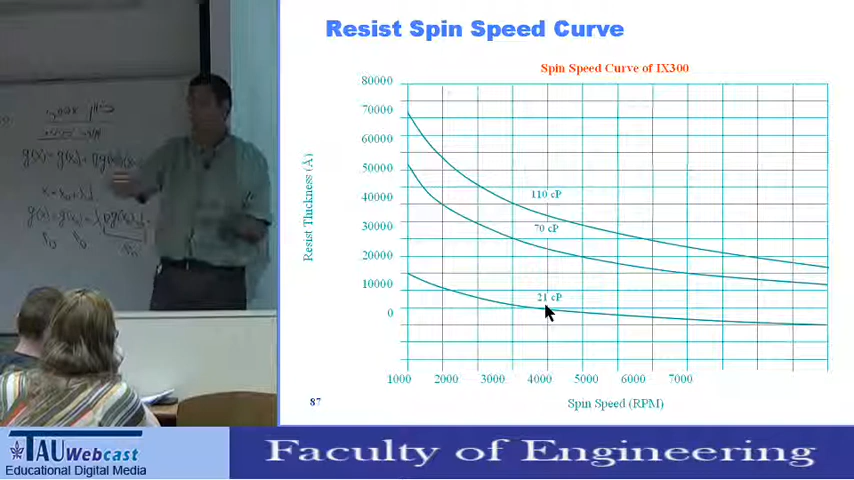 Resist Spin Speed Curve
Spin Speed Curve of IX300
80000
70000
60000
50000
40000
30000
20000
10000
0
Resist Thickness (Å)
110 cP
70 cP
21 cP
1000 2000 3000 4000 5000 6000 7000
Spin Speed (RPM)
87
TAU Webcast
Educational Digital Media
Faculty of Engineering